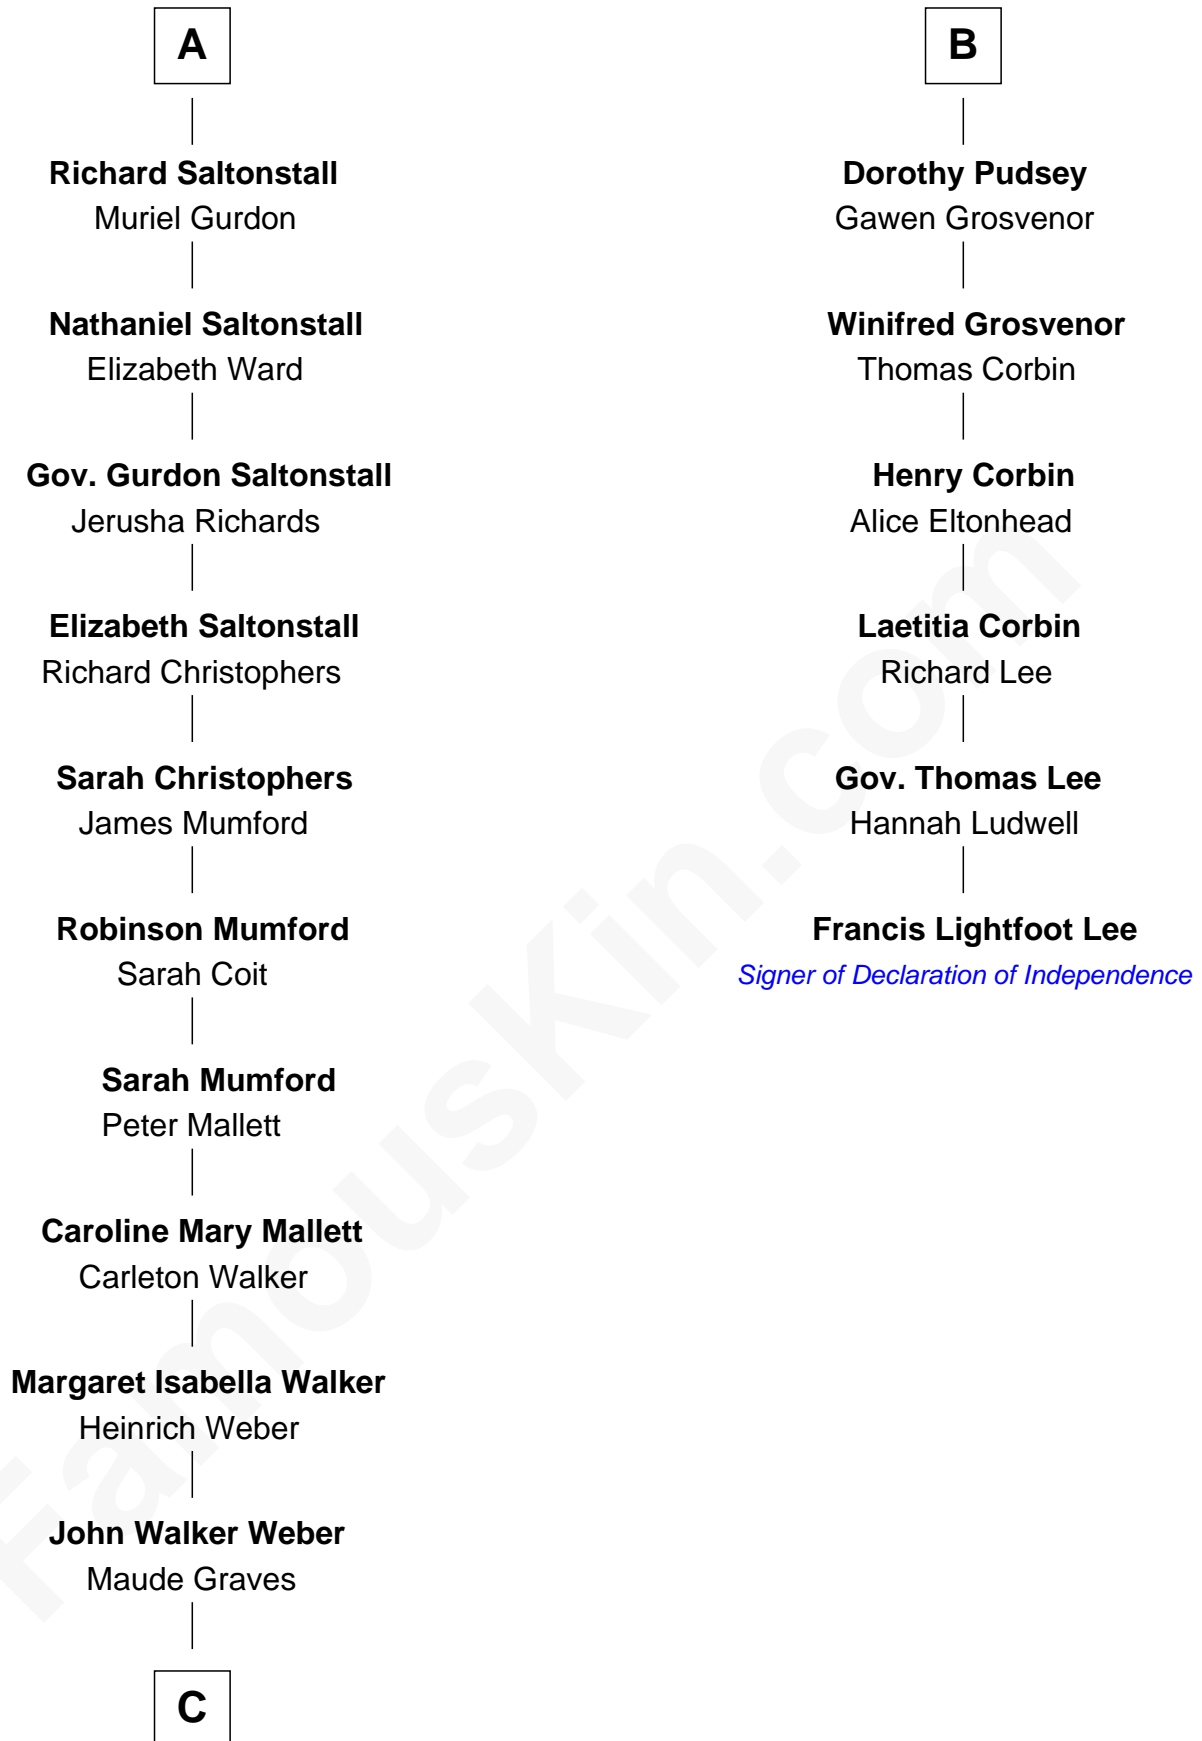 A
Richard Saltonstall
Muriel Gurdon
Nathaniel Saltonstall
Elizabeth Ward
Gov. Gurdon Saltonstall
Jerusha Richards
Elizabeth Saltonstall
Richard Christophers
Sarah Christophers
James Mumford
Robinson Mumford
Sarah Coit
Sarah Mumford
Peter Mallett
Caroline Mary Mallett
Carleton Walker
Margaret Isabella Walker
Heinrich Weber
John Walker Weber
Maude Graves
C
B
Dorothy Pudsey
Gawen Grosvenor
Winifred Grosvenor
Thomas Corbin
Henry Corbin
Alice Eltonhead
Laetitia Corbin
Richard Lee
Gov. Thomas Lee
Hannah Ludwell
Francis Lightfoot Lee
Signer of Declaration of Independence
FamousKin.com